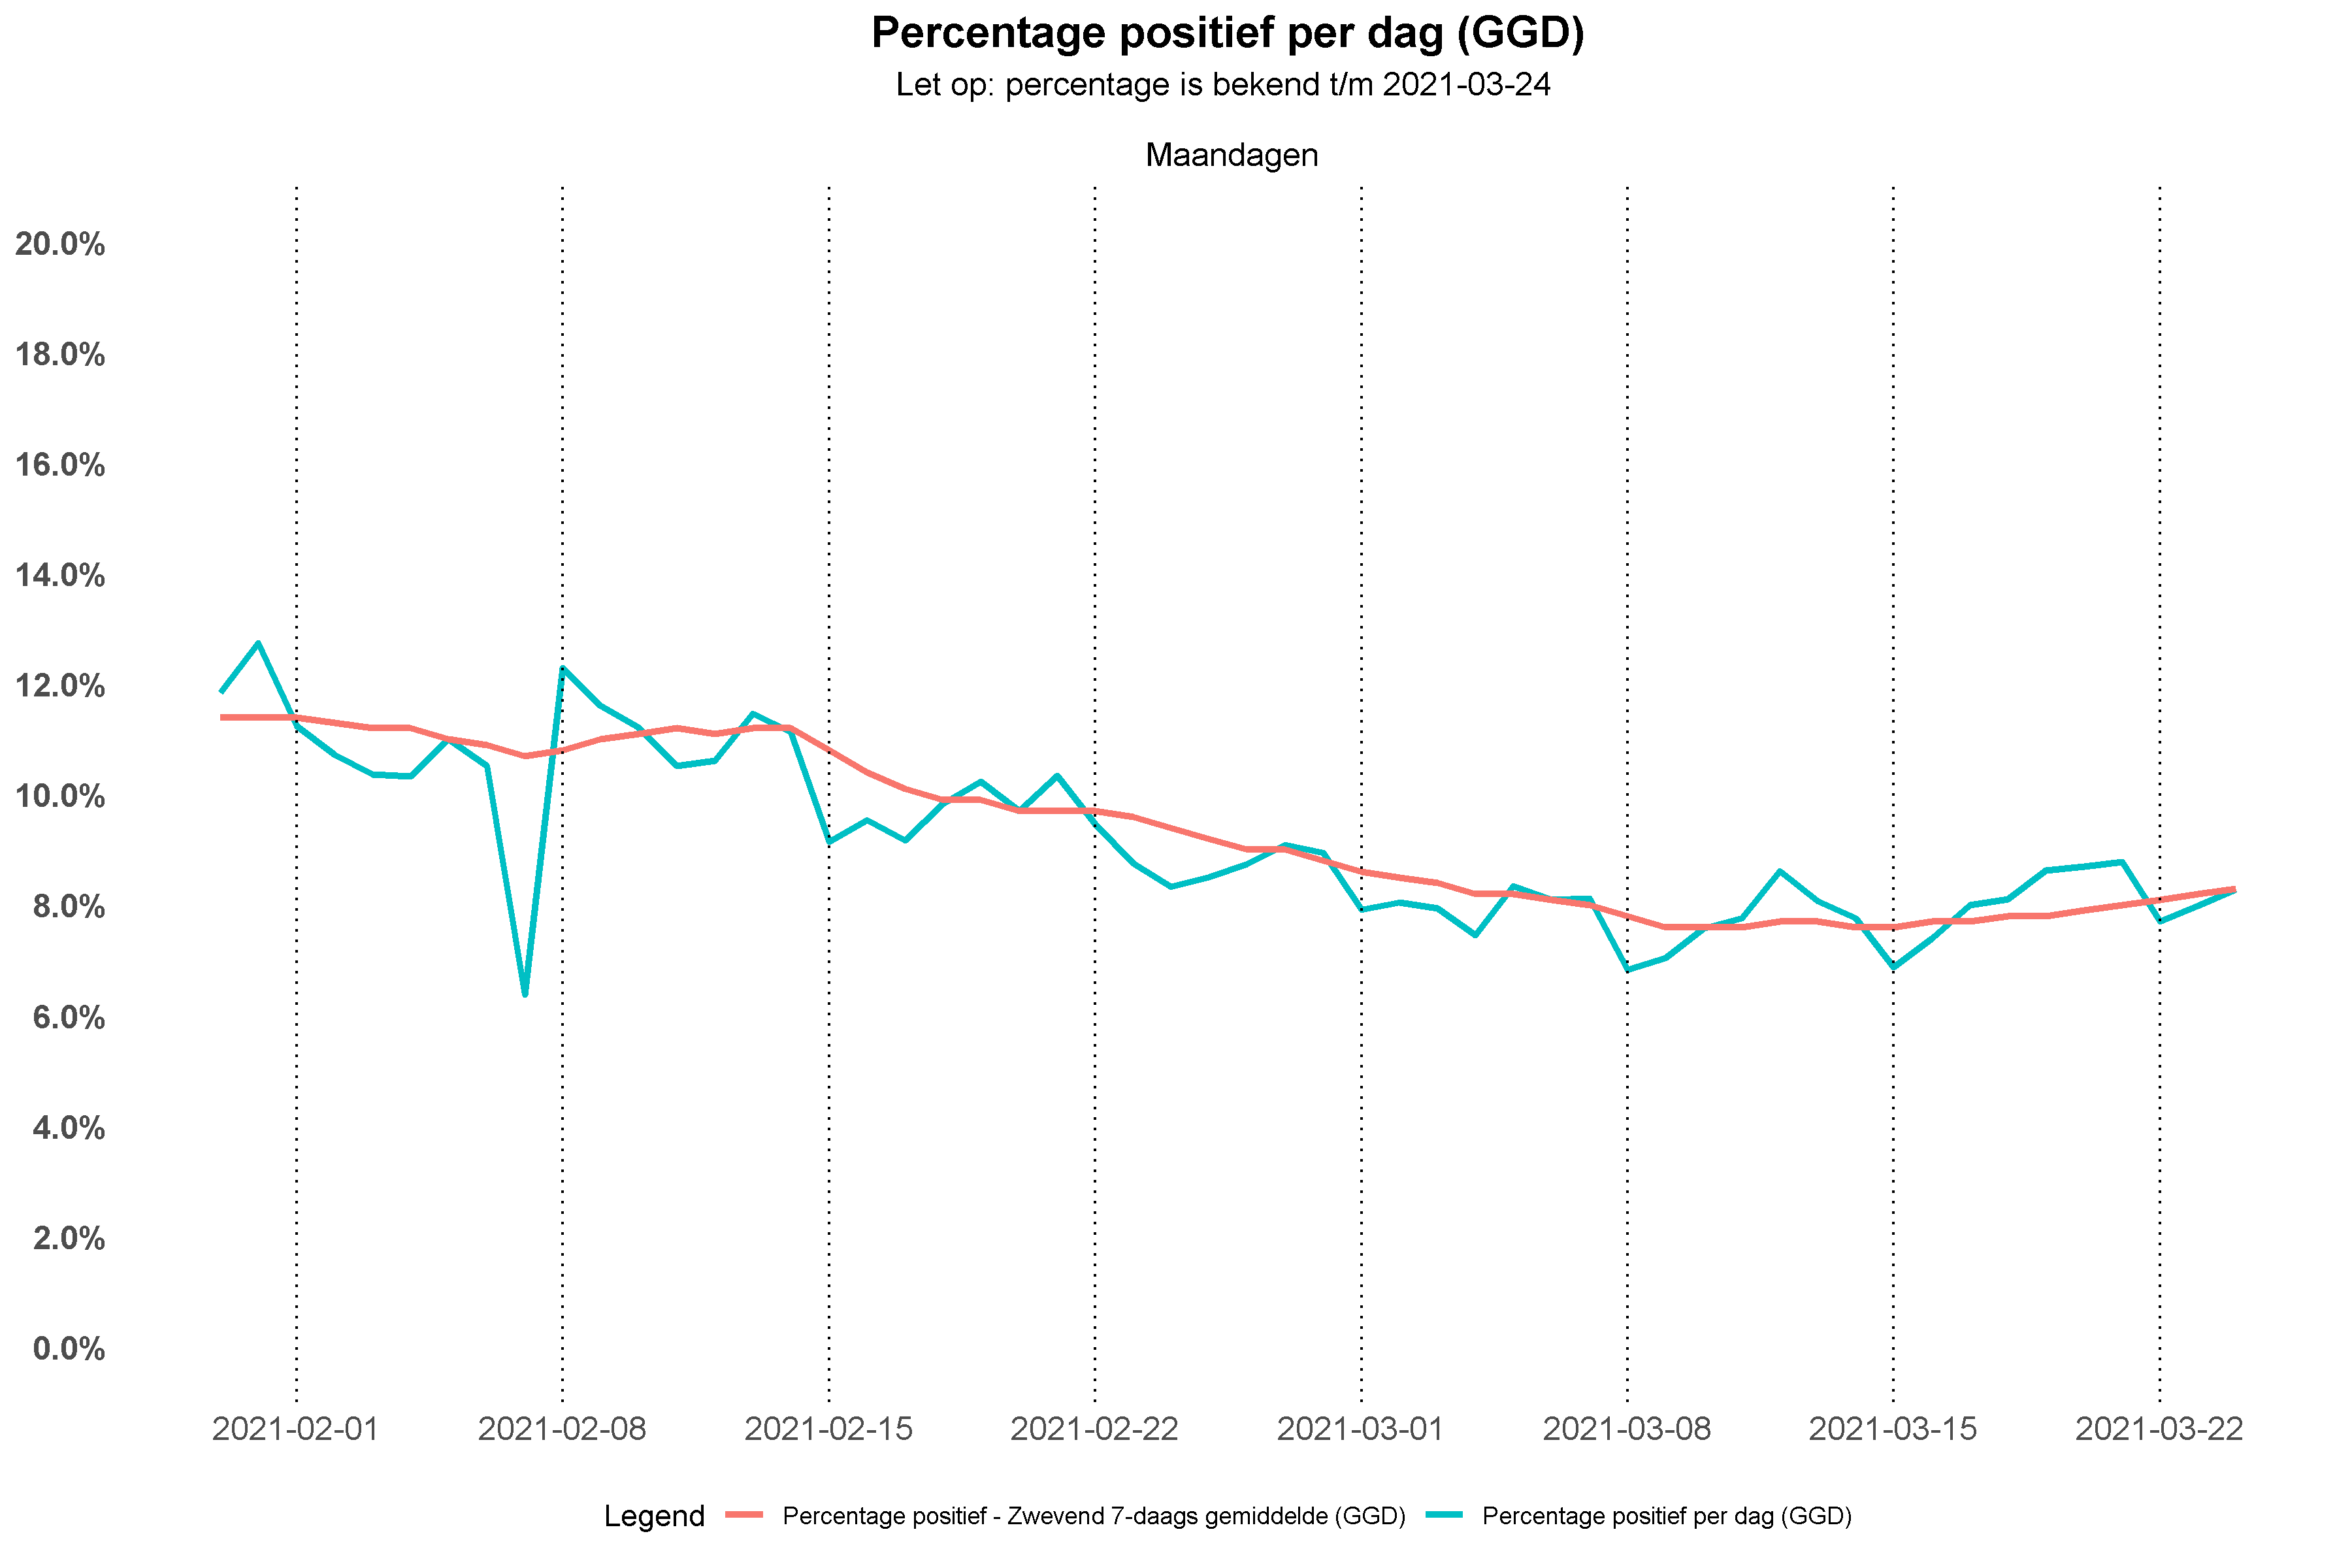 Percentage positief per dag (GGD)
Let op: percentage is bekend t/m 2021-03-24
Maandagen
20.0%
18.0%
16.0%
14.0%
12.0%
10.0%
8.0%
6.0%
4.0%
2.0%
0.0%
2021-02-01 2021-02-08 2021-02-15 2021-02-22 2021-03-01 2021-03-08 2021-03-15 2021-03-22
Legend Percentage positief - Zwevend 7-daags gemiddelde (GGD) Percentage positief per dag (GGD)